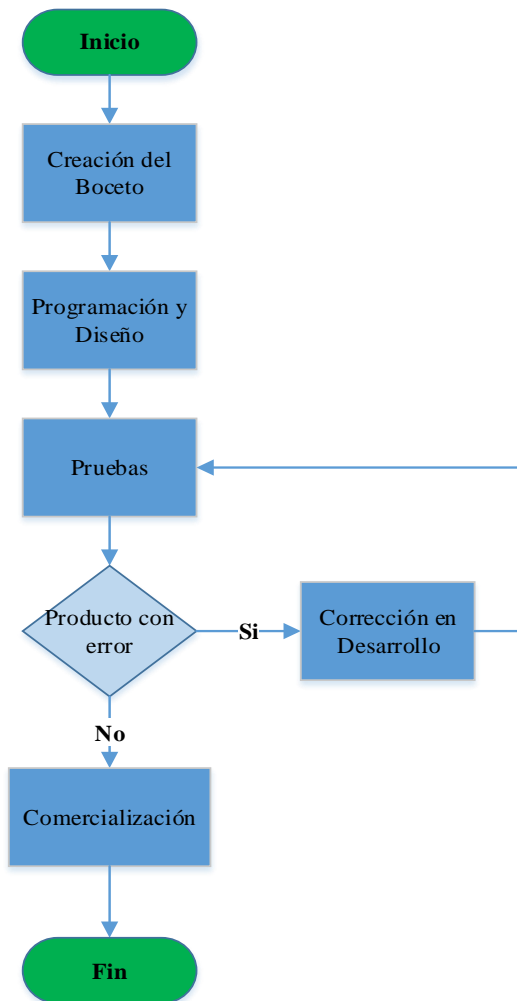 Inicio
Creación del
Boceto
Programación y
Diseño
Pruebas
Producto con
error
Si
Corrección en
Desarrollo
No
Comercialización
Fin